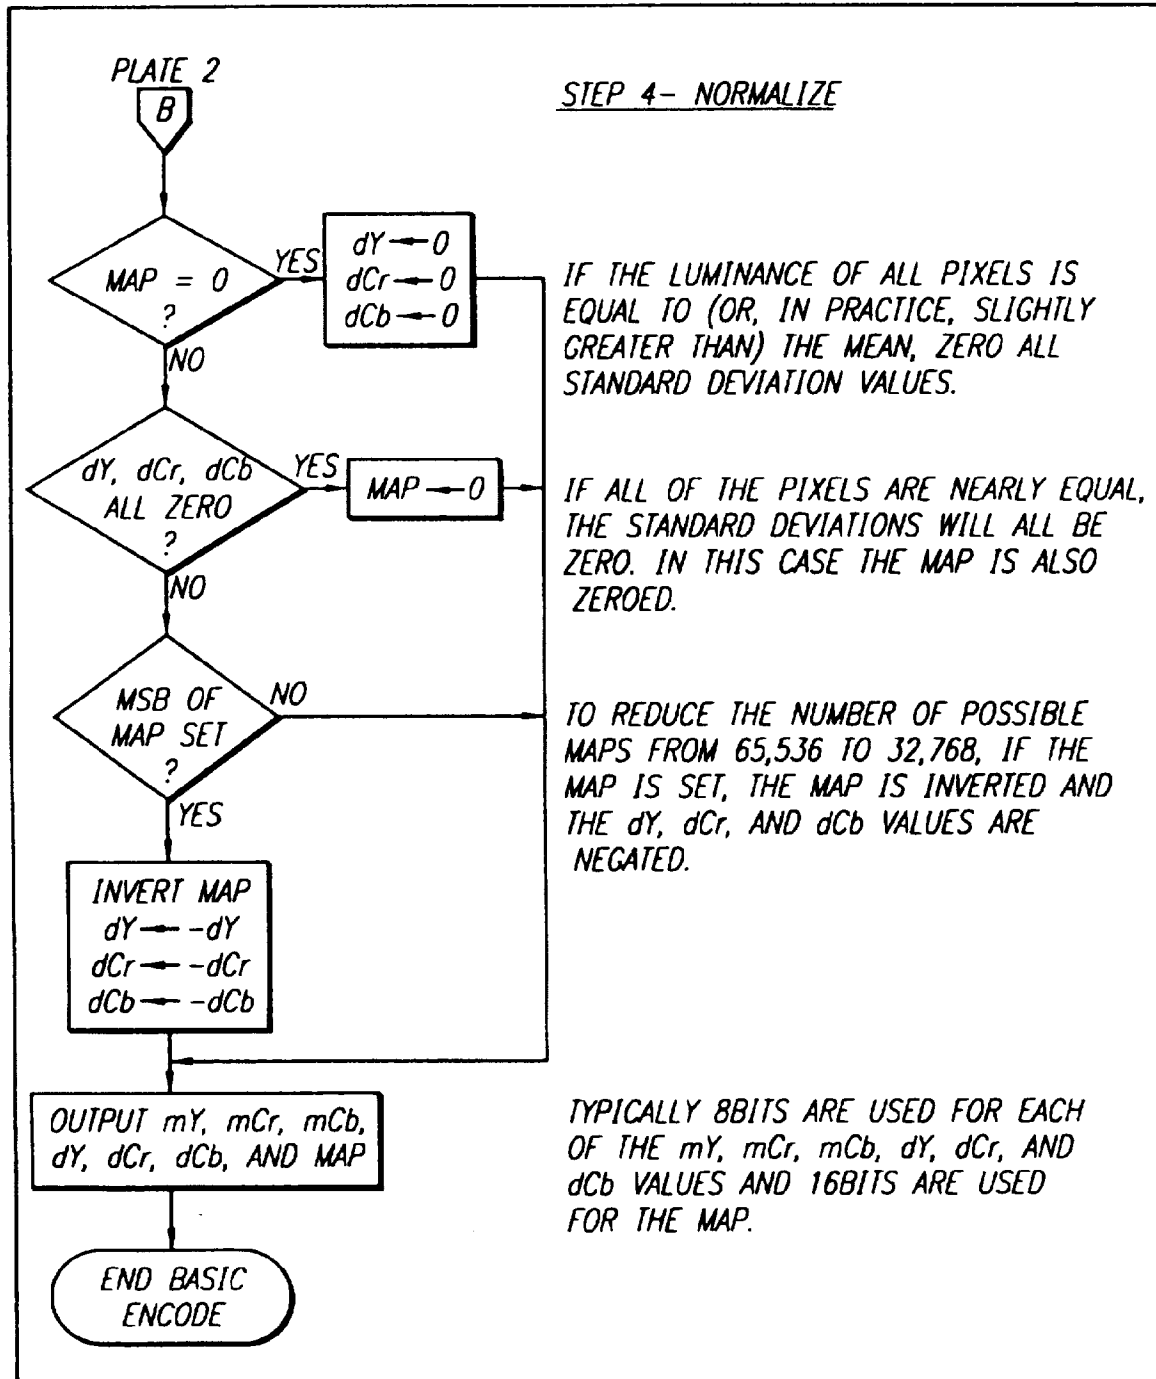 PLATE 2
B
STEP 4- NORMALIZE
MAP = 0
?
YES
NO
dY ← 0
dCr ← 0
dCb ← 0
IF THE LUMINANCE OF ALL PIXELS IS
EQUAL TO (OR, IN PRACTICE, SLIGHTLY
GREATER THAN) THE MEAN, ZERO ALL
STANDARD DEVIATION VALUES.
dY, dCr, dCb
ALL ZERO
?
YES
NO
MAP ← 0
IF ALL OF THE PIXELS ARE NEARLY EQUAL,
THE STANDARD DEVIATIONS WILL ALL BE
ZERO. IN THIS CASE THE MAP IS ALSO
ZEROED.
MSB OF
MAP SET
?
NO
YES
TO REDUCE THE NUMBER OF POSSIBLE
MAPS FROM 65,536 TO 32,768, IF THE
MAP IS SET, THE MAP IS INVERTED AND
THE dY, dCr, AND dCb VALUES ARE
NEGATED.
INVERT MAP
dY ← -dY
dCr ← -dCr
dCb ← -dCb
OUTPUT mY, mCr, mCb,
dY, dCr, dCb, AND MAP
TYPICALLY 8BITS ARE USED FOR EACH
OF THE mY, mCr, mCb, dY, dCr, AND
dCb VALUES AND 16BITS ARE USED
FOR THE MAP.
END BASIC
ENCODE